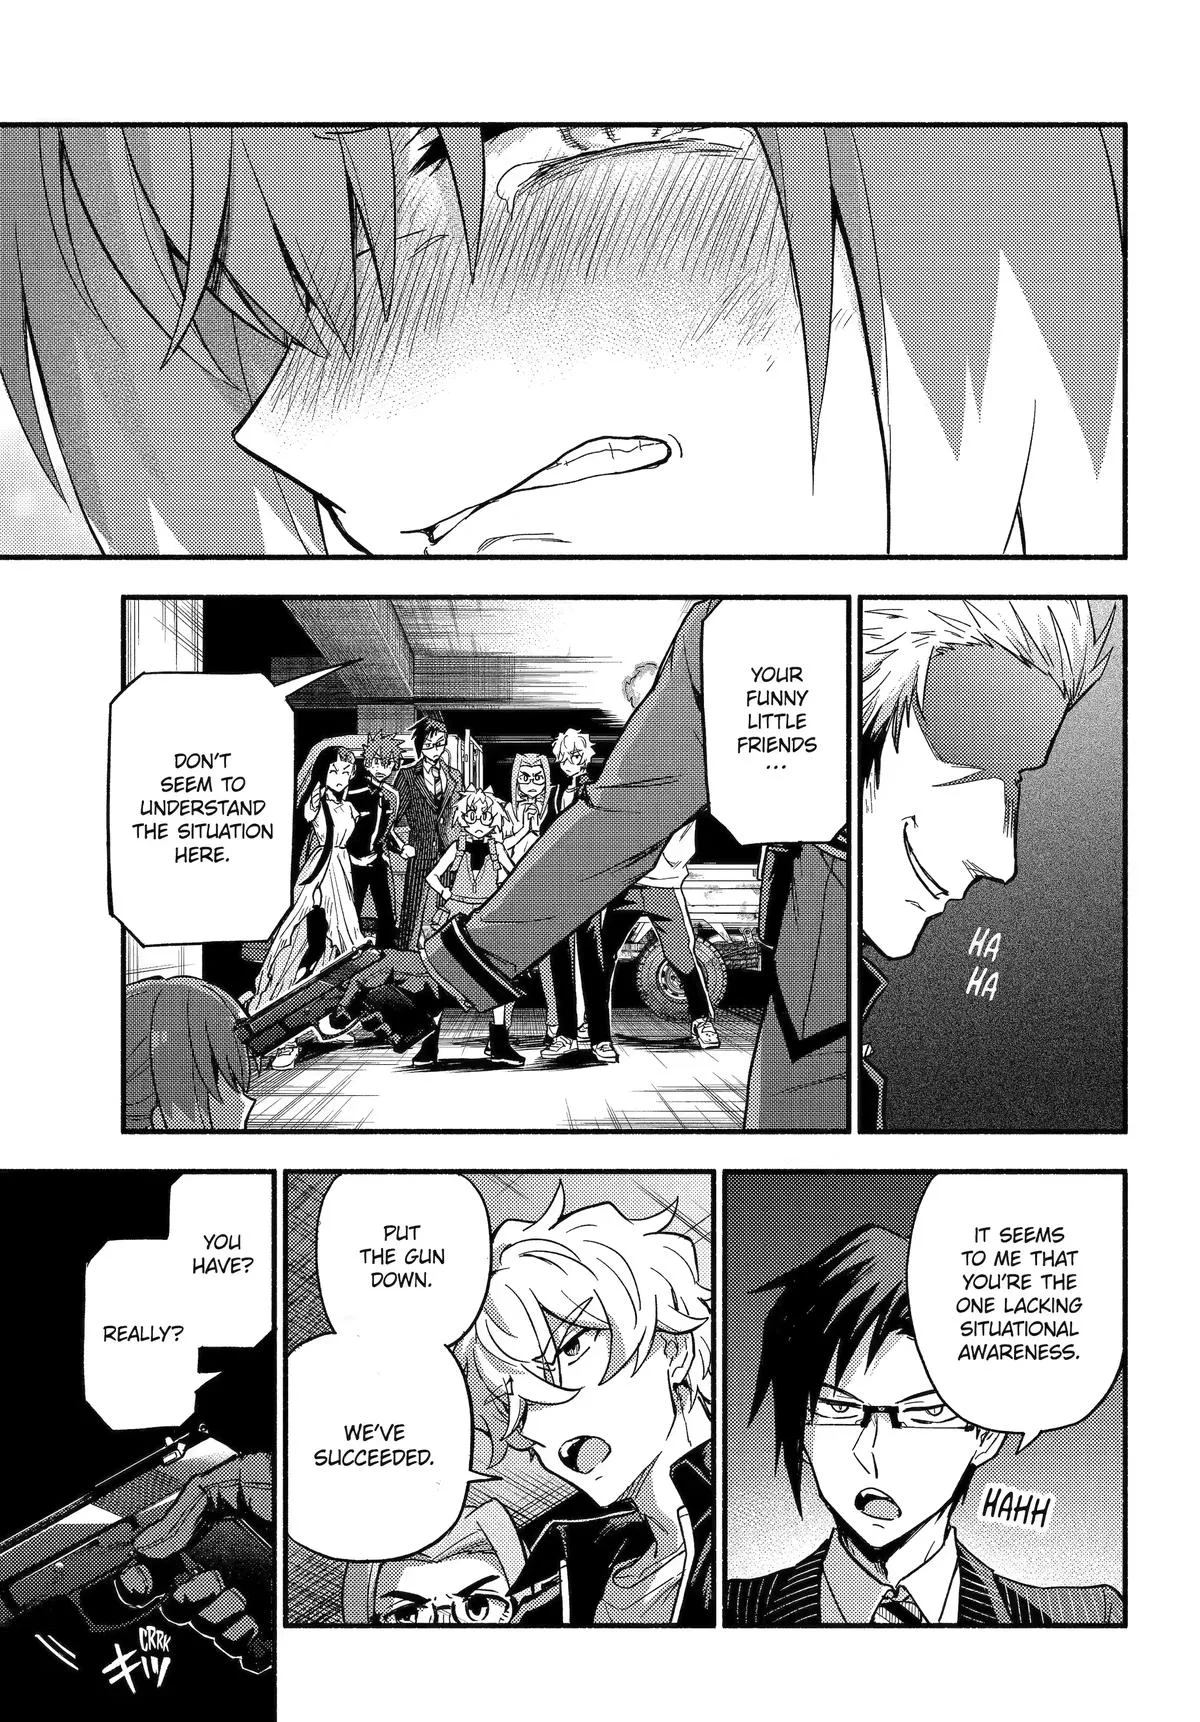 HA
HA
YOUR
FUNNY
LITTLE
FRIENDS
...
DON'T
SEEM TO
UNDERSTAND
THE SITUATION
HERE.
IT SEEMS
TO ME THAT
YOU'RE THE
ONE LACKING
SITUATIONAL
AWARENESS.
HAHH
PUT
THE GUN
DOWN.
WE'VE
SUCCEEDED.
YOU
HAVE?
REALLY?
CRRK
キッ